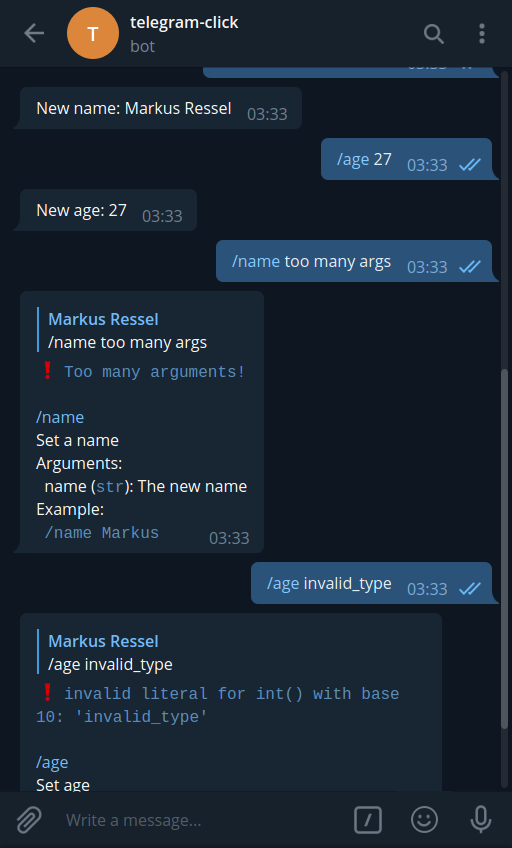 T
telegram-click
bot
03:33
New name: Markus Ressel 03:33
/age 27 03:33
New age: 27 03:33
/name too many args 03:33
Markus Ressel
/name too many args
❗ Too many arguments!
/name
Set a name
Arguments:
name (str): The new name
Example:
/name Markus 03:33
/age invalid_type 03:33
Markus Ressel
/age invalid_type
❗ invalid literal for int() with base
10: 'invalid_type'
/age
Set age
Write a message...
/